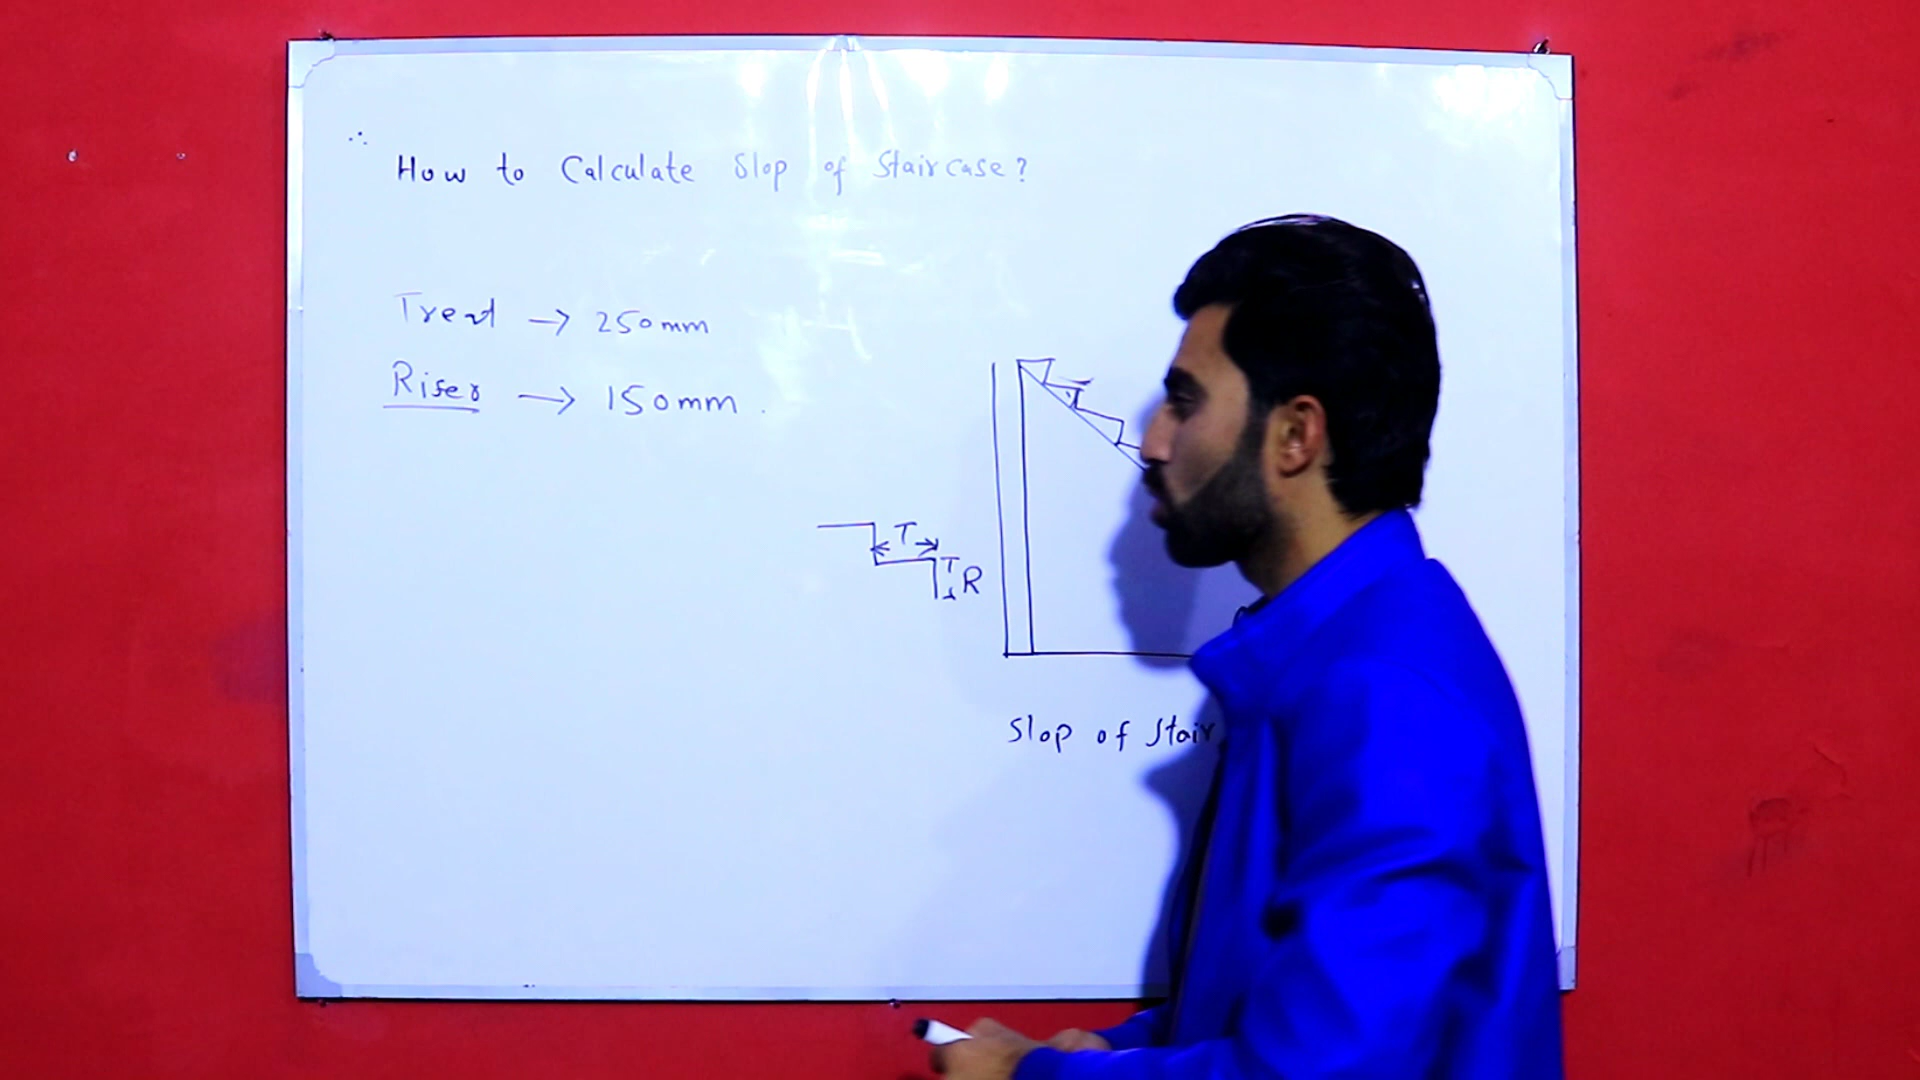 How to Calculate Slop of Staircase?
Tread → 250mm
Riser → 150mm.
T
R
Slop of Stair